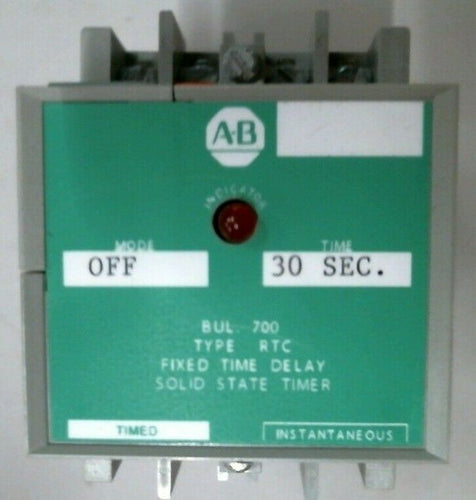 A-B
INDICATOR
MODE
TIME
OFF
30 SEC.
BUL. 700
TYPE RTC
FIXED TIME DELAY
SOLID STATE TIMER
TIMED
INSTANTANEOUS